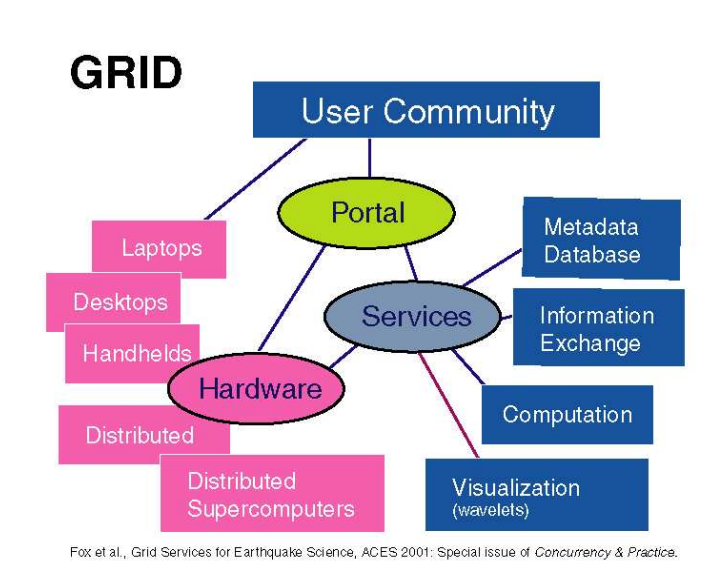 GRID
User Community
Portal
Laptops
Metadata
Database
Desktops
Services
Information
Exchange
Handhelds
Hardware
Computation
Distributed
Distributed
Supercomputers
Visualization
(wavelets)
Fox et al., Grid Services for Earthquake Science, ACES 2001: Special issue of Concurrency & Practice.